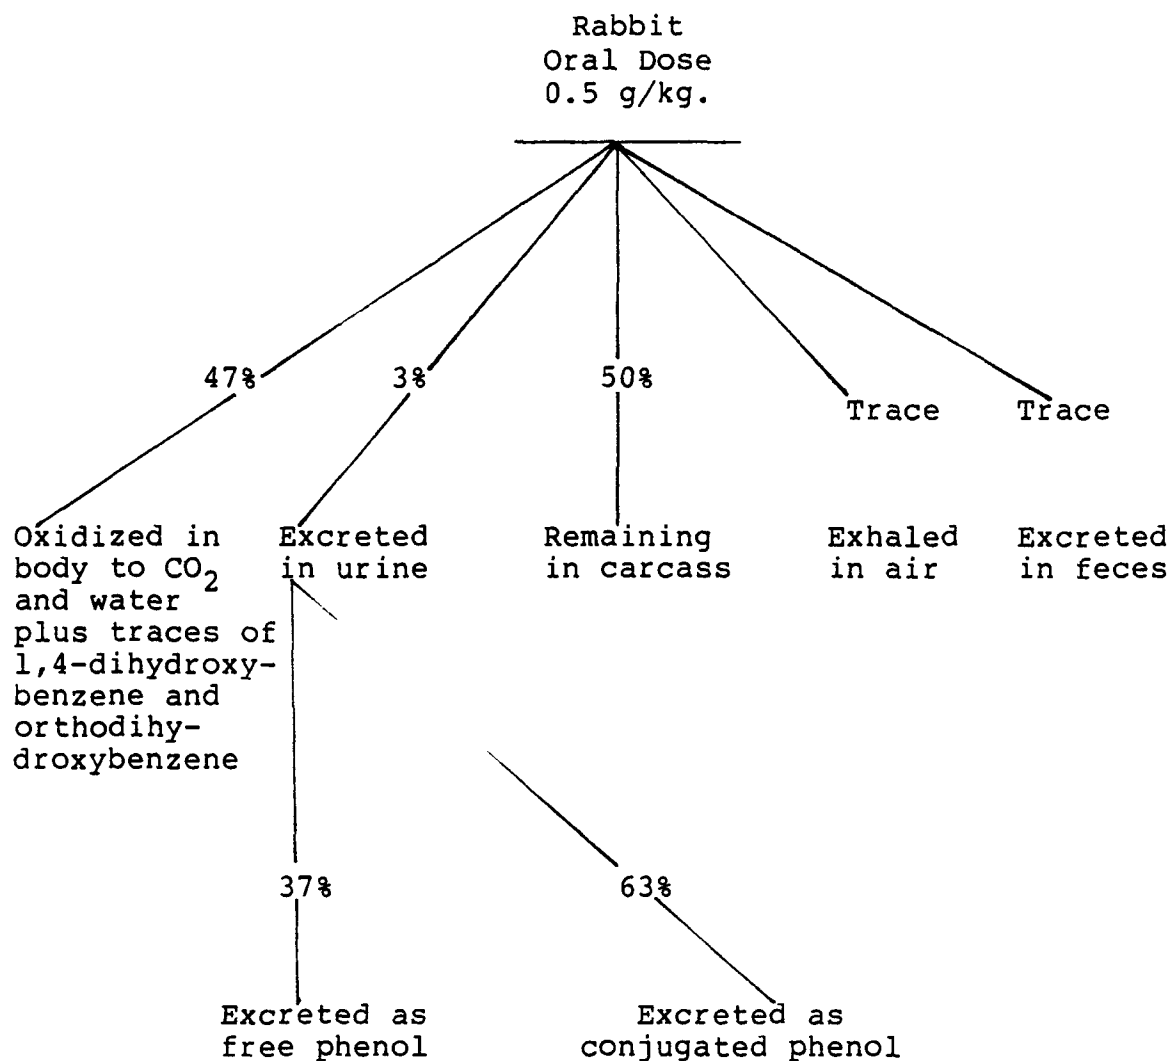 Rabbit
Oral Dose
0.5 g/kg.
47%
3%
50%
Trace
Trace
Oxidized in
body to CO2
and water
plus traces of
1,4-dihydroxy-
benzene and
orthodihy-
droxybenzene
Excreted
in urine
Remaining
in carcass
Exhaled
in air
Excreted
in feces
37%
63%
Excreted as
free phenol
Excreted as
conjugated phenol